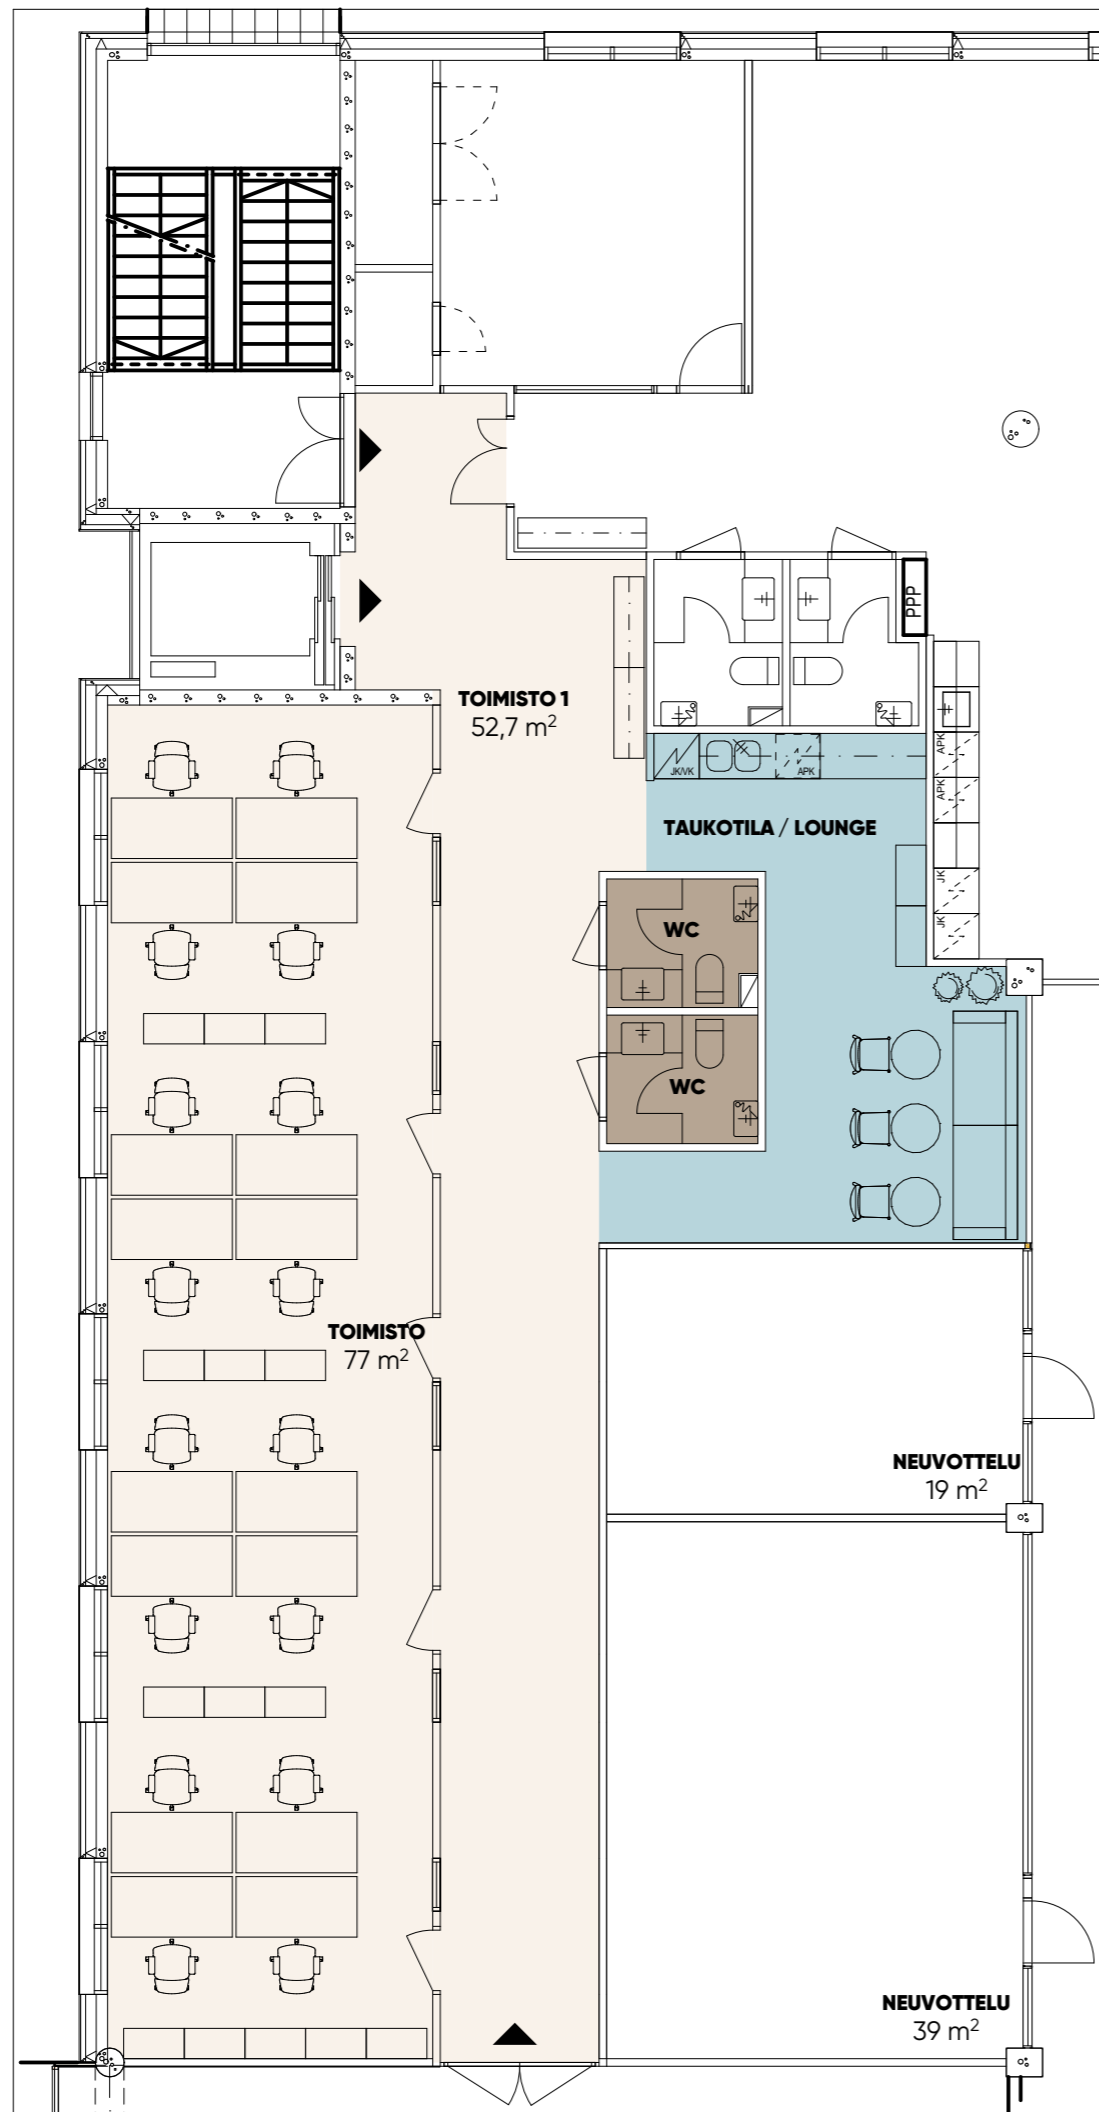 PPP
TOIMISTO 1
52,7 m²
JK/VK
APK
APK
APK
TAUKOTILA / LOUNGE
JK
JK
WC
WC
TOIMISTO
77 m²
NEUVOTTELU
19 m²
NEUVOTTELU
39 m²